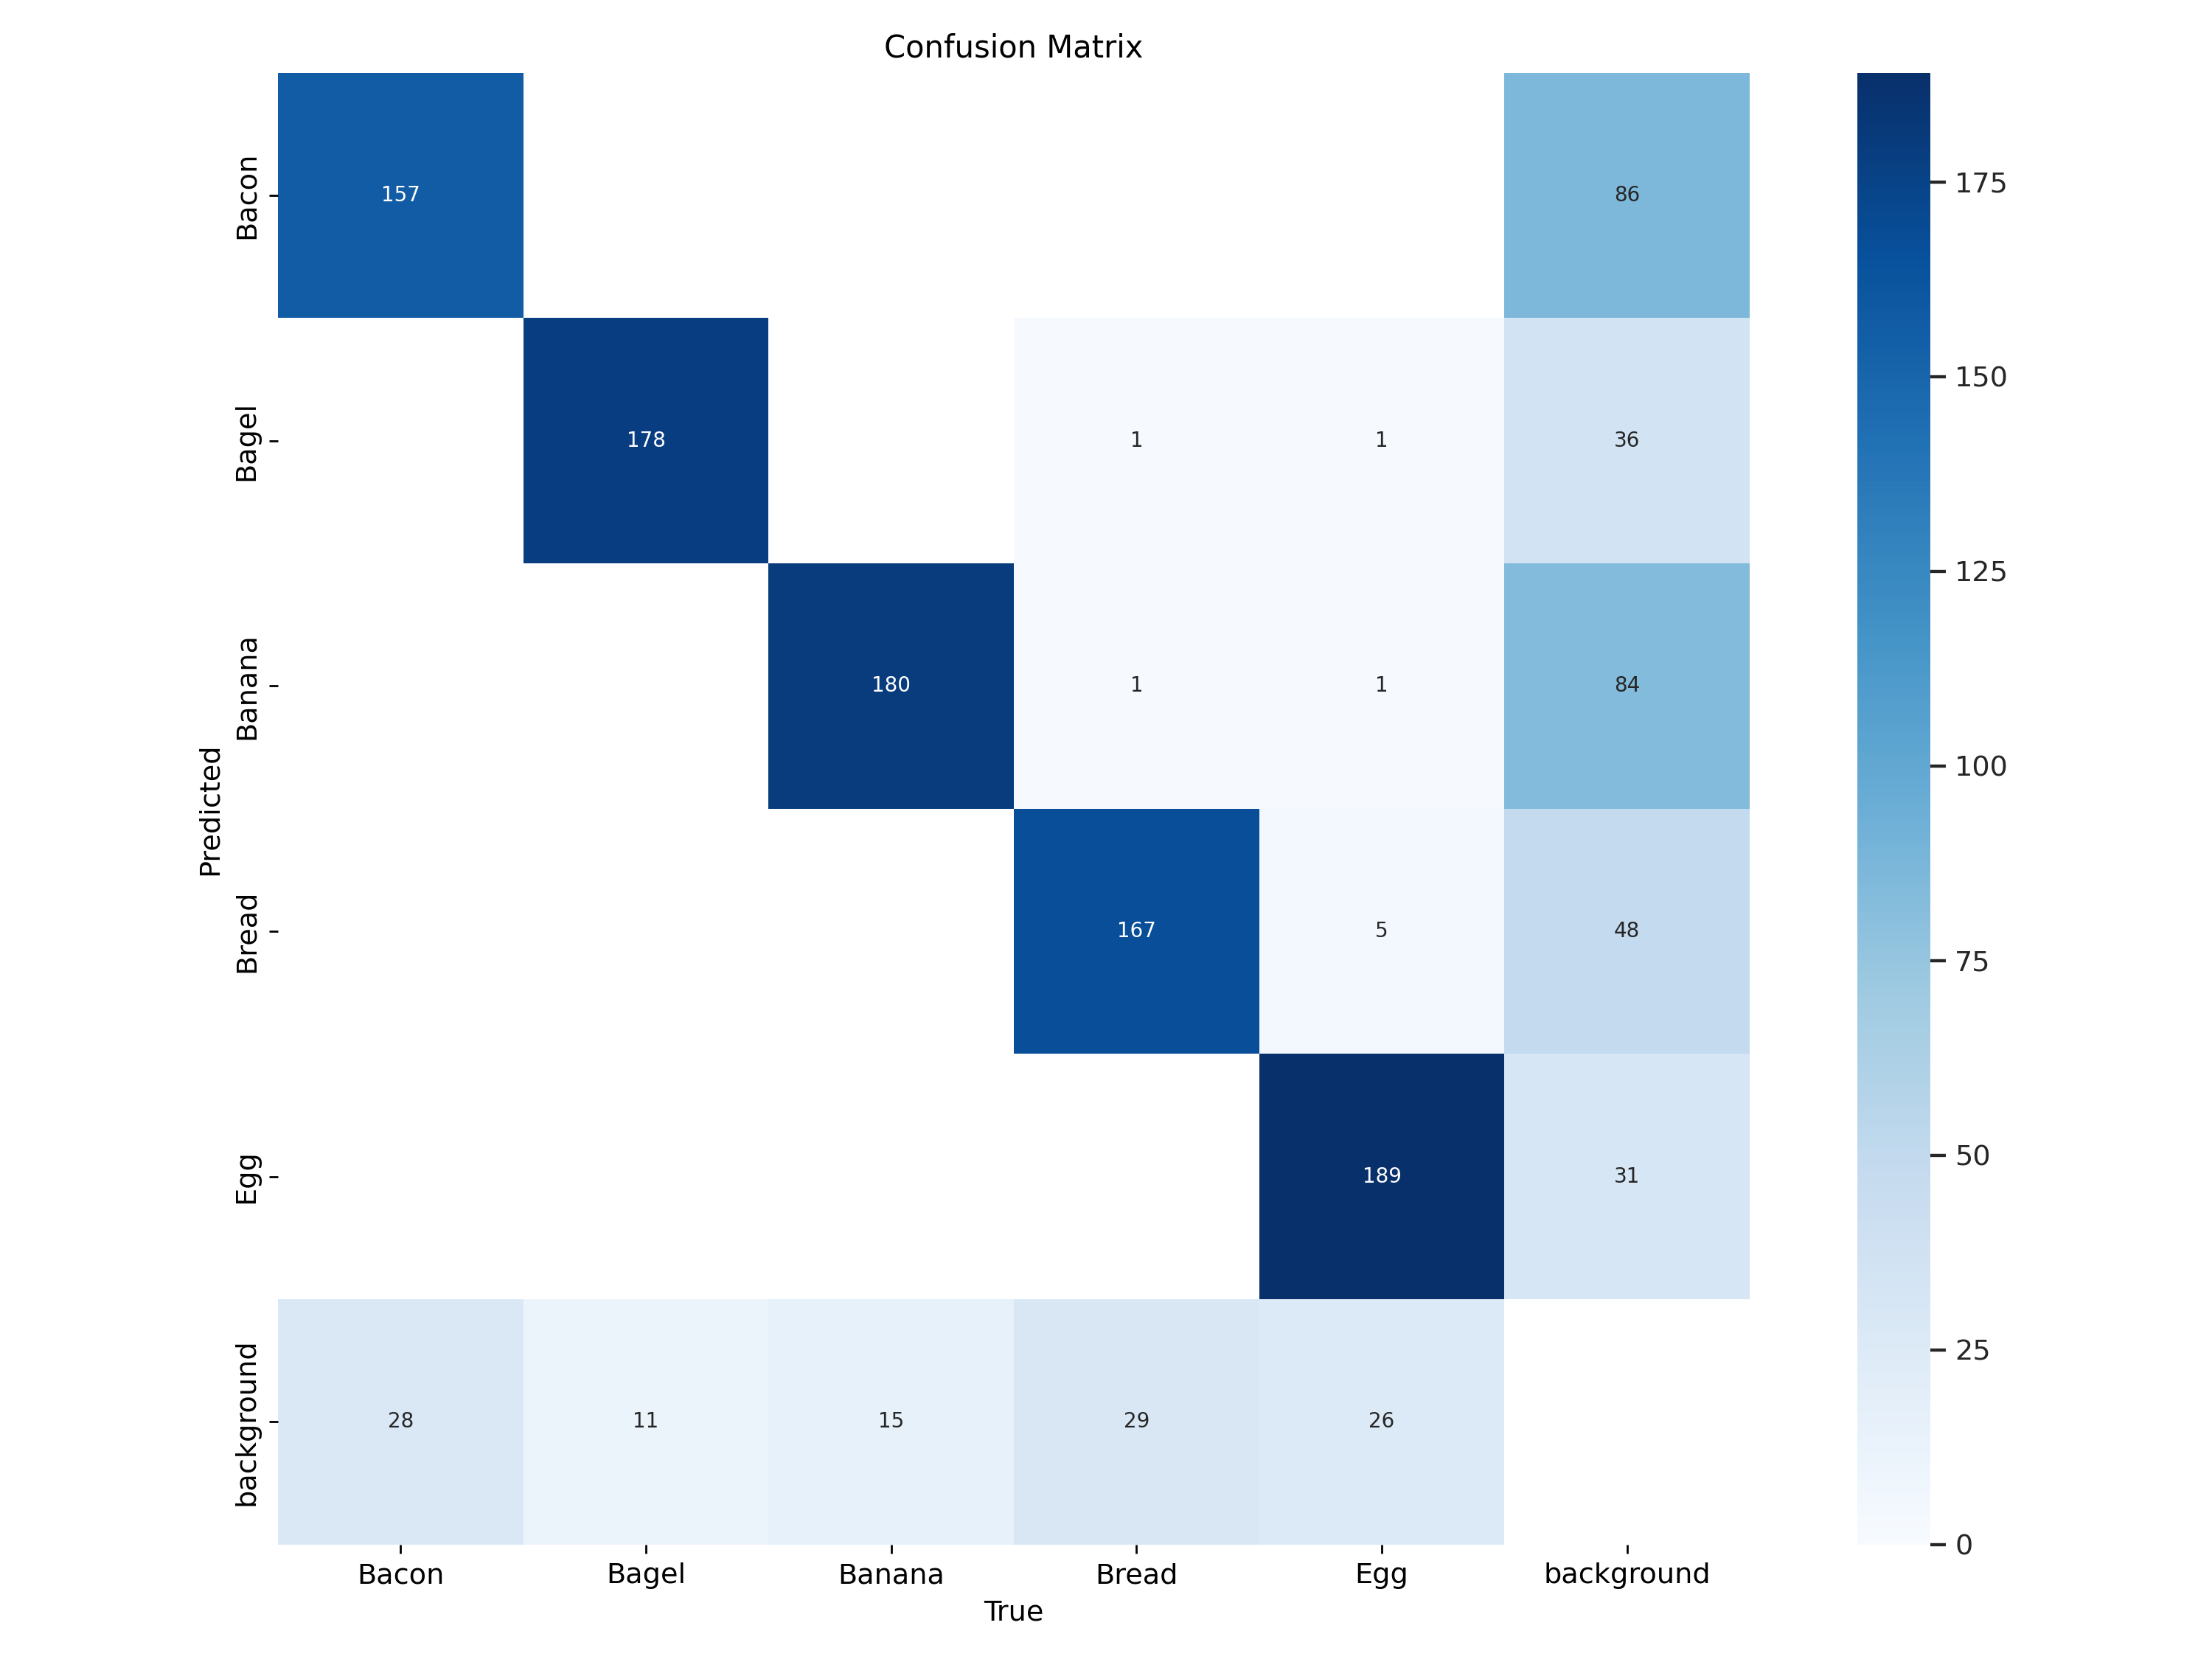 Confusion Matrix
Predicted
Bacon
157
86
Bagel
178
1
1
36
Banana
180
1
1
84
Bread
167
5
48
Egg
189
31
background
28
11
15
29
26
Bacon
Bagel
Banana
Bread
Egg
background
True
175
150
125
100
75
50
25
0